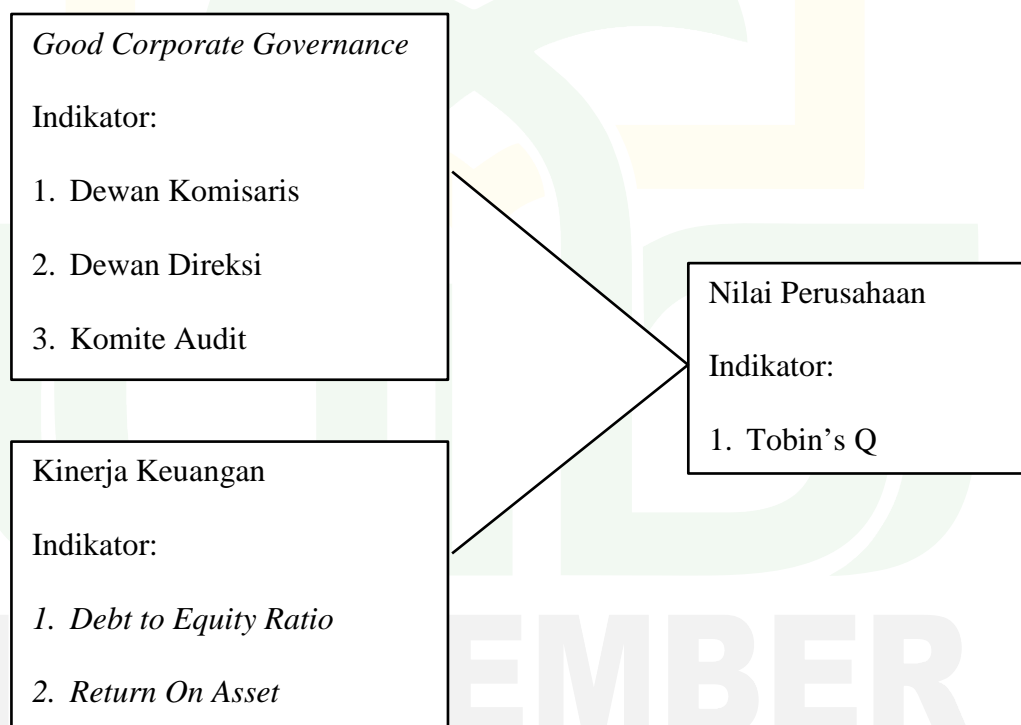 Good Corporate Governance
Indikator:
1. Dewan Komisaris
2. Dewan Direksi
3. Komite Audit
Nilai Perusahaan
Indikator:
1. Tobin’s Q
Kinerja Keuangan
Indikator:
1. Debt to Equity Ratio
2. Return On Asset
EMBER